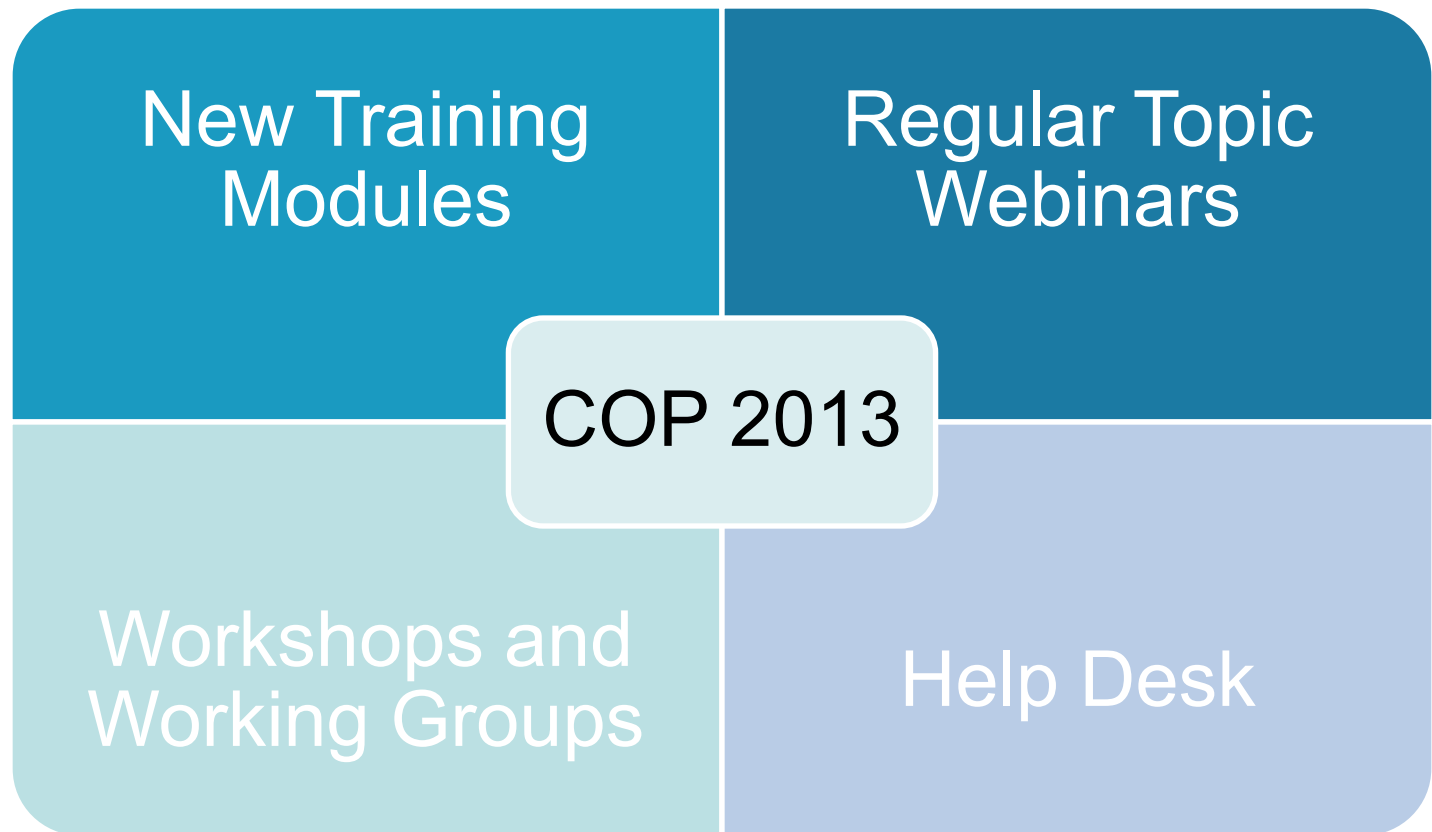 New Training
Modules
Regular Topic
Webinars
COP 2013
Workshops and
Working Groups
Help Desk